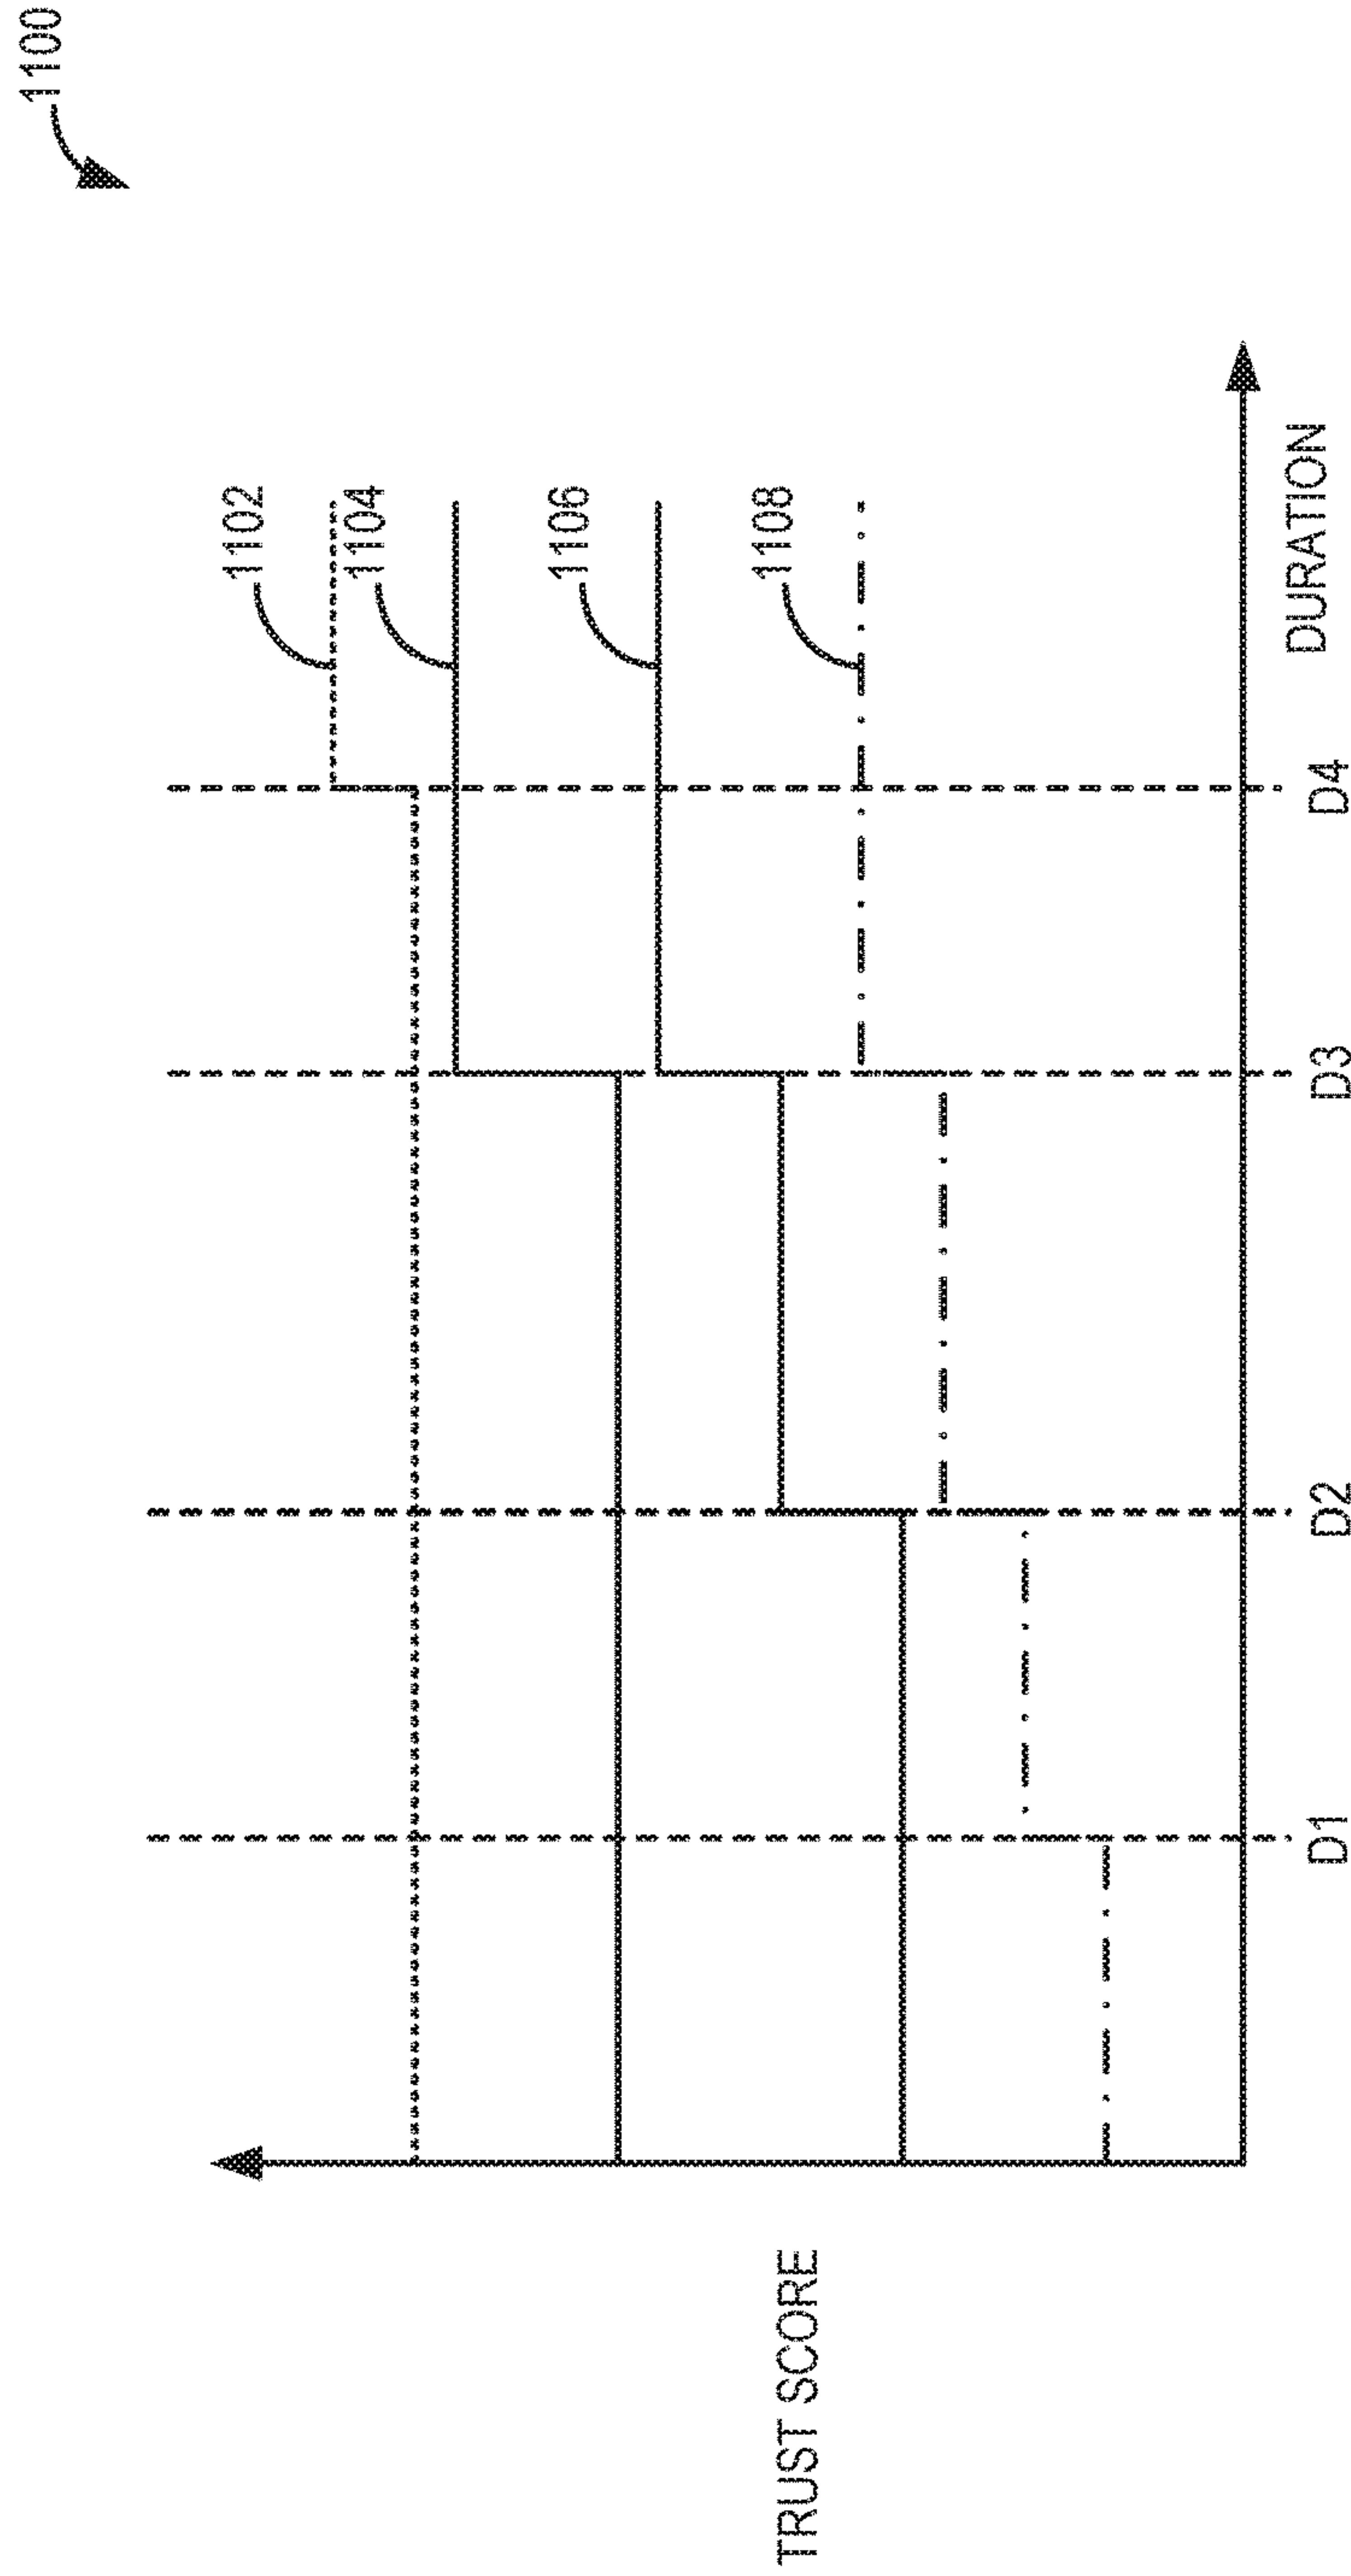 1100
1102
1104
1106
1108
TRUST SCORE
D1
D2
D3
D4
DURATION